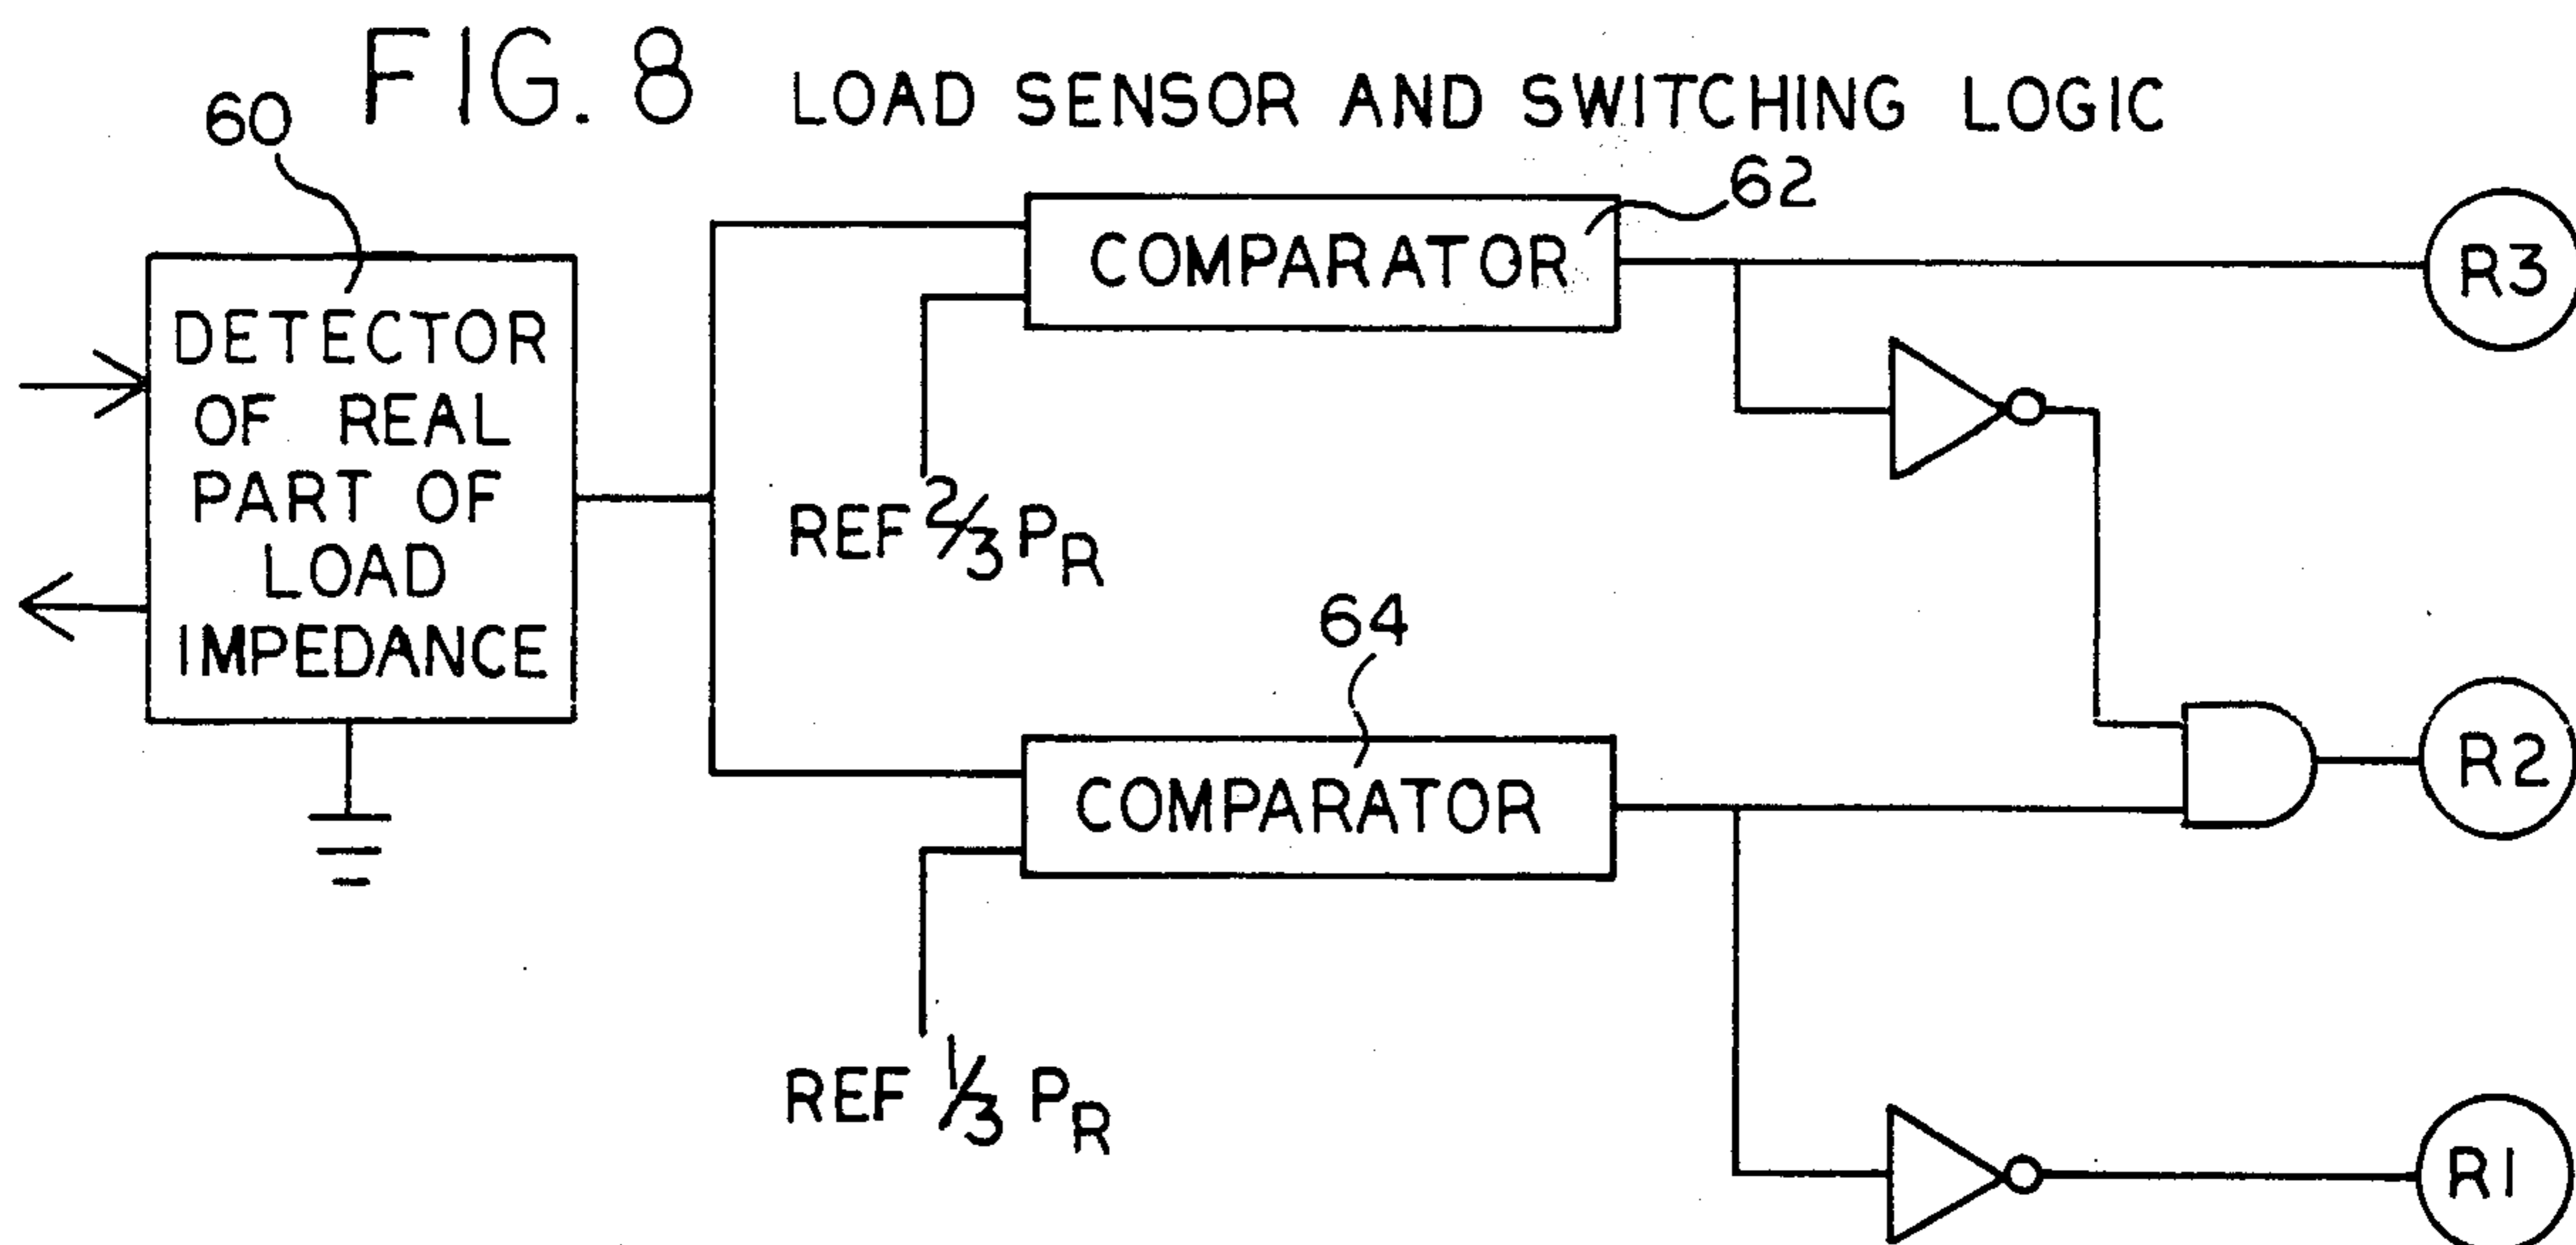 FIG. 8 LOAD SENSOR AND SWITCHING LOGIC
60
62
COMPARATOR
R3
DETECTOR
OF REAL
PART OF
LOAD
IMPEDANCE
REF 2/3 PR
64
COMPARATOR
R2
REF 1/3 PR
R1